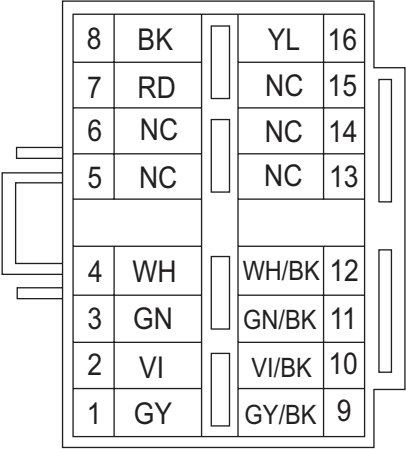 8 BK YL 16
7 RD NC 15
6 NC NC 14
5 NC NC 13
4 WH WH/BK 12
3 GN GN/BK 11
2 VI VI/BK 10
1 GY GY/BK 9